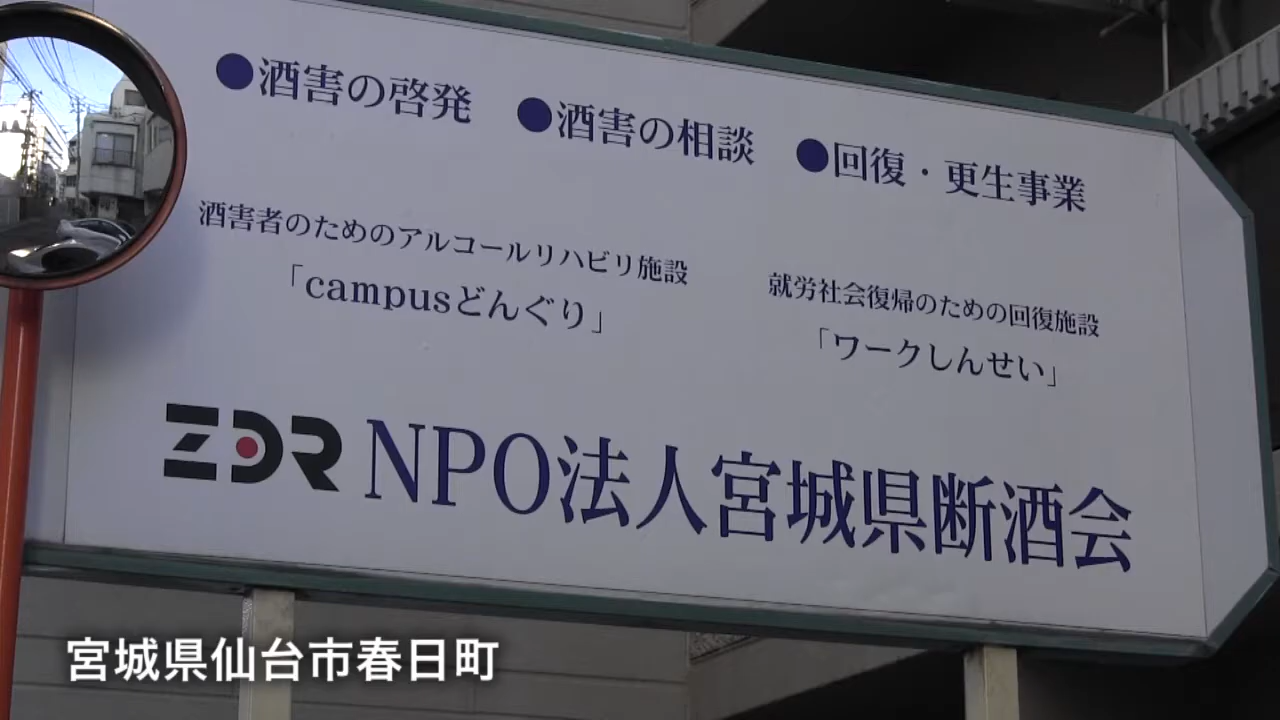 ●酒害の啓発 ●酒害の相談 ●回復・更生事業
酒害者のためのアルコールリハビリ施設
「campusどんぐり」
就労社会復帰のための回復施設
「ワークしんせい」
ZDR NPO法人宮城県断酒会
宮城県仙台市春日町